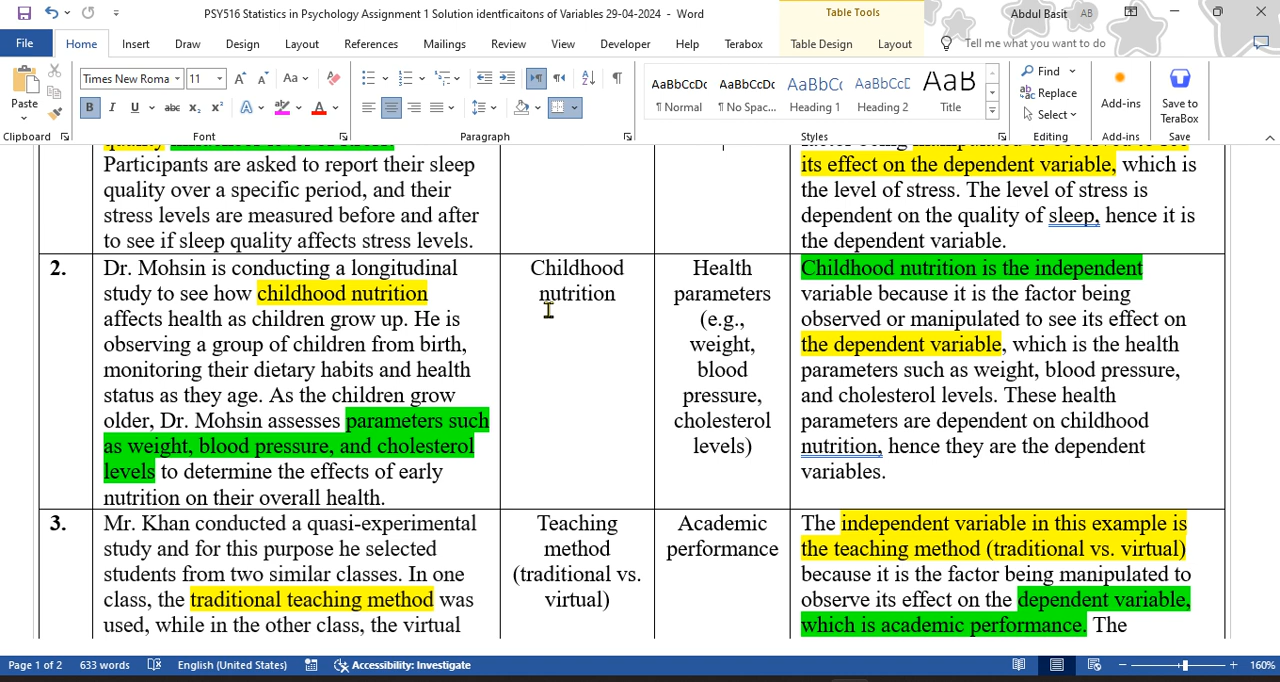 PSY516 Statistics in Psychology Assignment 1 Solution identficaitons of Variables 29-04-2024 - Word
Table Tools
Abdul Basit AB
File Home Insert Draw Design Layout References Mailings Review View Developer Help Terabox Table Design Layout Tell me what you want to do
Times New Roma 11
Paste
AaBbCcDc AaBbCcDc AaBbCc AaBbCcD AaB
¶ Normal ¶ No Spac... Heading 1 Heading 2 Title
Find
Replace
Select
Add-ins
Save to
TeraBox
Clipboard Font Paragraph Styles Editing Add-ins Save
Participants are asked to report their sleep
quality over a specific period, and their
stress levels are measured before and after
to see if sleep quality affects stress levels.
its effect on the dependent variable, which is
the level of stress. The level of stress is
dependent on the quality of sleep, hence it is
the dependent variable.
2.
Dr. Mohsin is conducting a longitudinal
study to see how childhood nutrition
affects health as children grow up. He is
observing a group of children from birth,
monitoring their dietary habits and health
status as they age. As the children grow
older, Dr. Mohsin assesses parameters such
as weight, blood pressure, and cholesterol
levels to determine the effects of early
nutrition on their overall health.
Childhood
nutrition
Health
parameters
(e.g.,
weight,
blood
pressure,
cholesterol
levels)
Childhood nutrition is the independent
variable because it is the factor being
observed or manipulated to see its effect on
the dependent variable, which is the health
parameters such as weight, blood pressure,
and cholesterol levels. These health
parameters are dependent on childhood
nutrition, hence they are the dependent
variables.
3.
Mr. Khan conducted a quasi-experimental
study and for this purpose he selected
students from two similar classes. In one
class, the traditional teaching method was
used, while in the other class, the virtual
Teaching
method
(traditional vs.
virtual)
Academic
performance
The independent variable in this example is
the teaching method (traditional vs. virtual)
because it is the factor being manipulated to
observe its effect on the dependent variable,
which is academic performance. The
Page 1 of 2 633 words English (United States) Accessibility: Investigate 160%